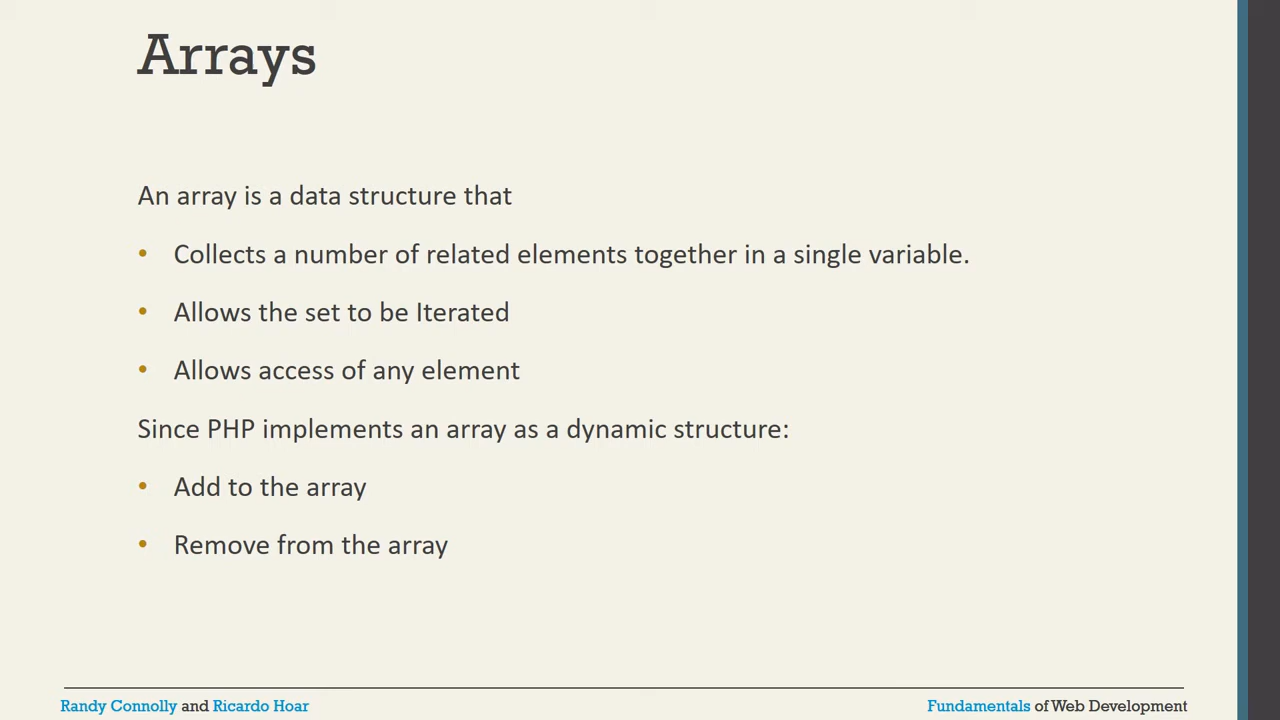 Arrays
An array is a data structure that
• Collects a number of related elements together in a single variable.
• Allows the set to be Iterated
• Allows access of any element
Since PHP implements an array as a dynamic structure:
• Add to the array
• Remove from the array
Randy Connolly and Ricardo Hoar
Fundamentals of Web Development